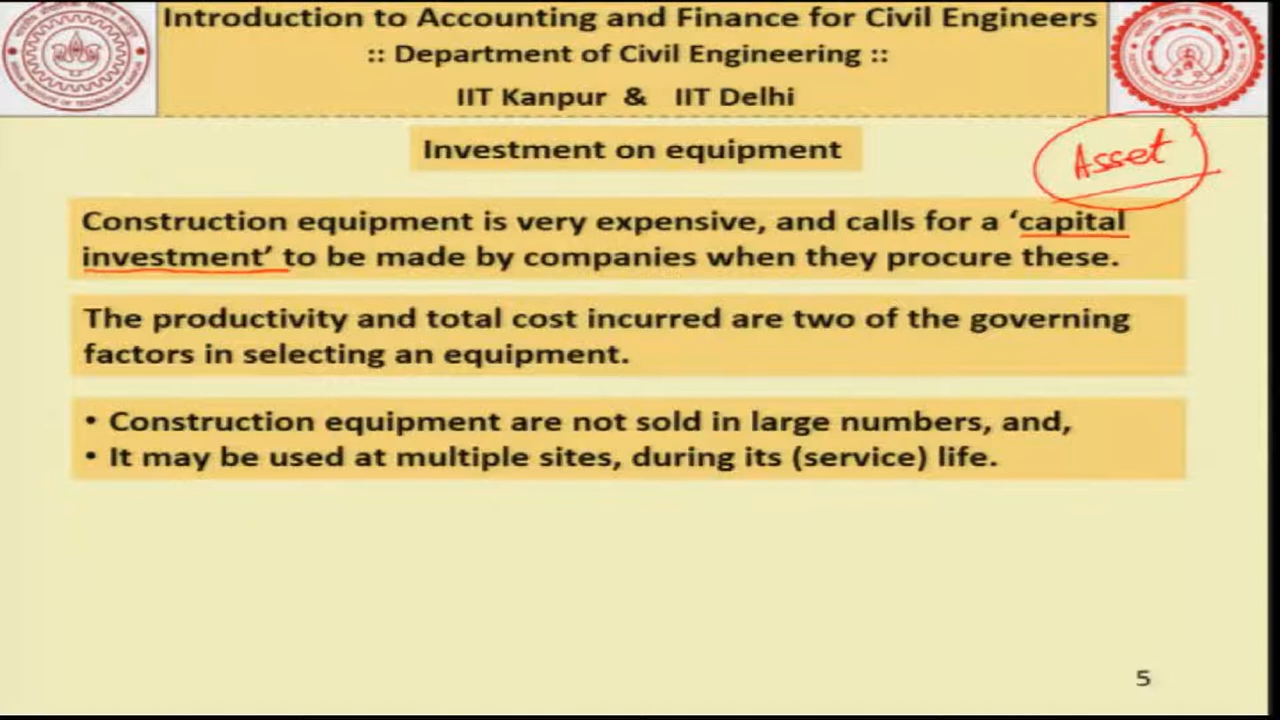 Introduction to Accounting and Finance for Civil Engineers
:: Department of Civil Engineering ::
IIT Kanpur & IIT Delhi
Investment on equipment
Asset
Construction equipment is very expensive, and calls for a ‘capital
investment’ to be made by companies when they procure these.
The productivity and total cost incurred are two of the governing
factors in selecting an equipment.
• Construction equipment are not sold in large numbers, and,
• It may be used at multiple sites, during its (service) life.
5